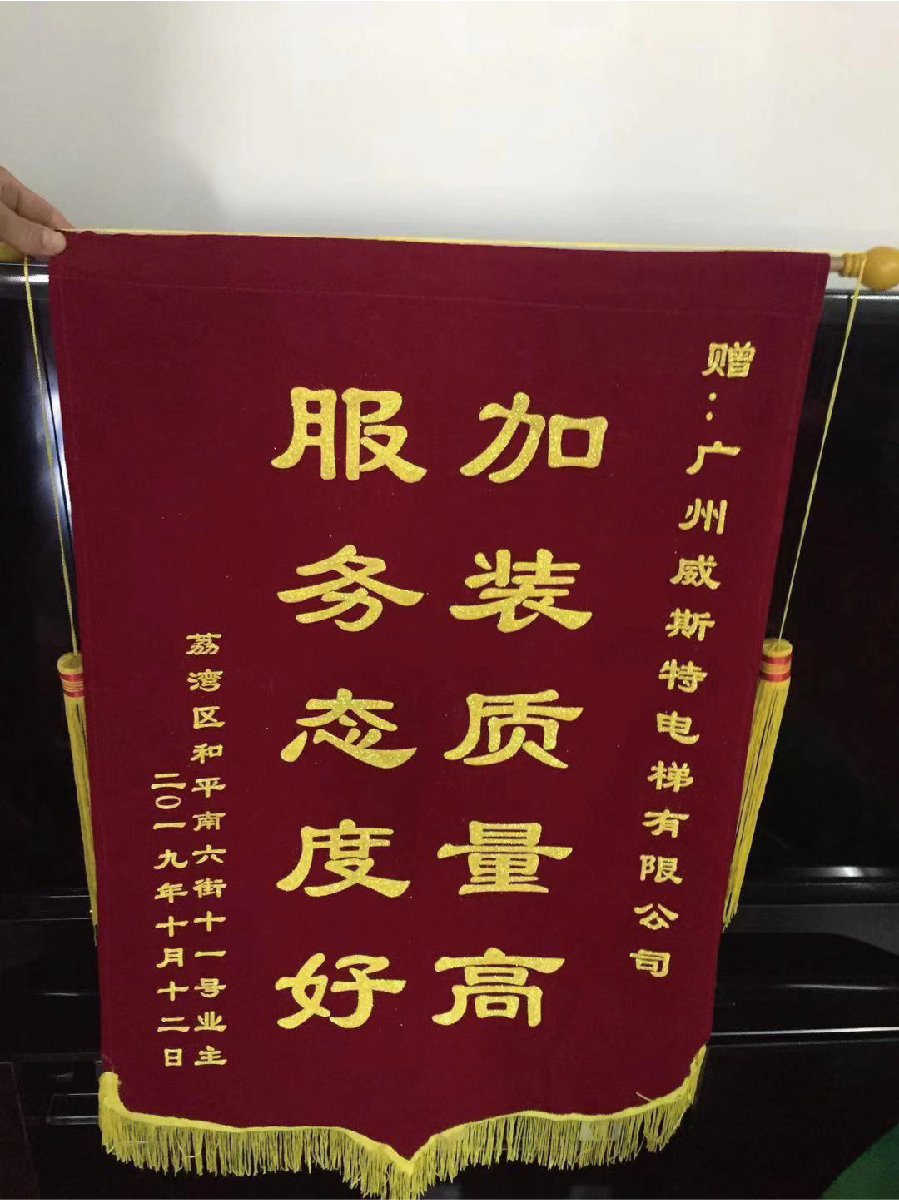 赠：广州威斯特电梯有限公司
加装质量高
服务态度好
荔湾区和平南六街十一号业主
二〇一九年十月十二日